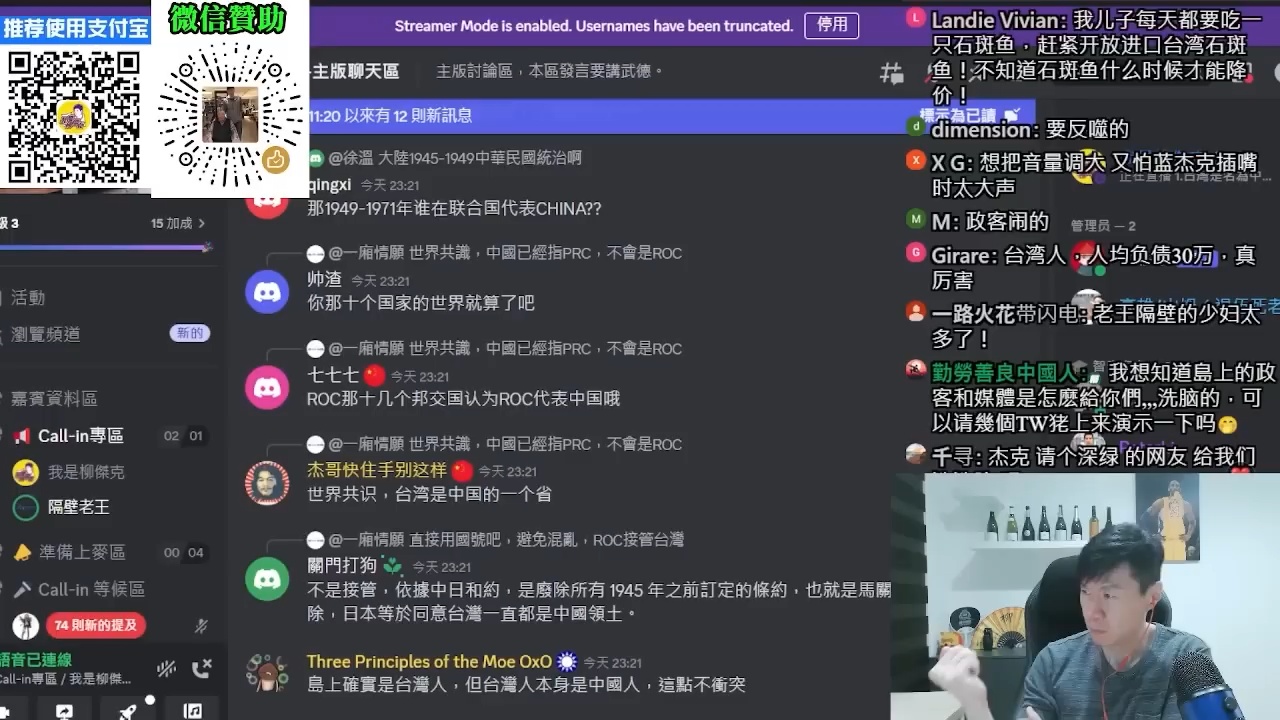 推荐使用支付宝
微信贊助
Streamer Mode is enabled. Usernames have been truncated.
停用
主版聊天區
主版討論區，本區發言要講武德。
11:20 以來有 12 則新訊息
標示為已讀
@徐溫 大陸1945-1949中華民國統治啊
qingxi 今天 23:21
那1949-1971年谁在联合国代表CHINA??
@一廂情願 世界共識，中國已經指PRC，不會是ROC
帅渣 今天 23:21
你那十个国家的世界就算了吧
@一廂情願 世界共識，中國已經指PRC，不會是ROC
七七七 今天 23:21
ROC那十几个邦交国认为ROC代表中国哦
@一廂情願 世界共識，中國已經指PRC，不會是ROC
杰哥快住手别这样 今天 23:21
世界共识，台湾是中国的一个省
@一廂情願 直接用國號吧，避免混亂，ROC接管台灣
關門打狗 今天 23:21
不是接管，依據中日和約，是廢除所有 1945 年之前訂定的條約，也就是馬關
除，日本等於同意台灣一直都是中國領土。
Three Principles of the Moe OxO 今天 23:21
島上確實是台灣人，但台灣人本身是中國人，這點不衝突
級 3
15 加成
活動
瀏覽頻道
新的
嘉賓資料區
Call-in專區
02 01
我是柳傑克
隔壁老王
準備上麥區
00 04
Call-in 等候區
74 則新的提及
語音已連線
Call-in專區 / 我是柳傑...
管理员 — 2
Landie Vivian: 我儿子每天都要吃一
只石斑鱼，赶紧开放进口台湾石斑
鱼！不知道石斑鱼什么时候才能降
价！
dimension: 要反噬的
X G: 想把音量调大 又怕蓝杰克插嘴
时太大声
M: 政客闹的
Girare: 台湾人，人均负债30万，真
厉害
一路火花带闪电: 老王隔壁的少妇太
多了！
勤勞善良中國人: 我想知道島上的政
客和媒體是怎麽給你們,,,洗脑的，可
以请幾個TW狫上来演示一下吗
千寻: 杰克 请个深绿 的网友 给我们